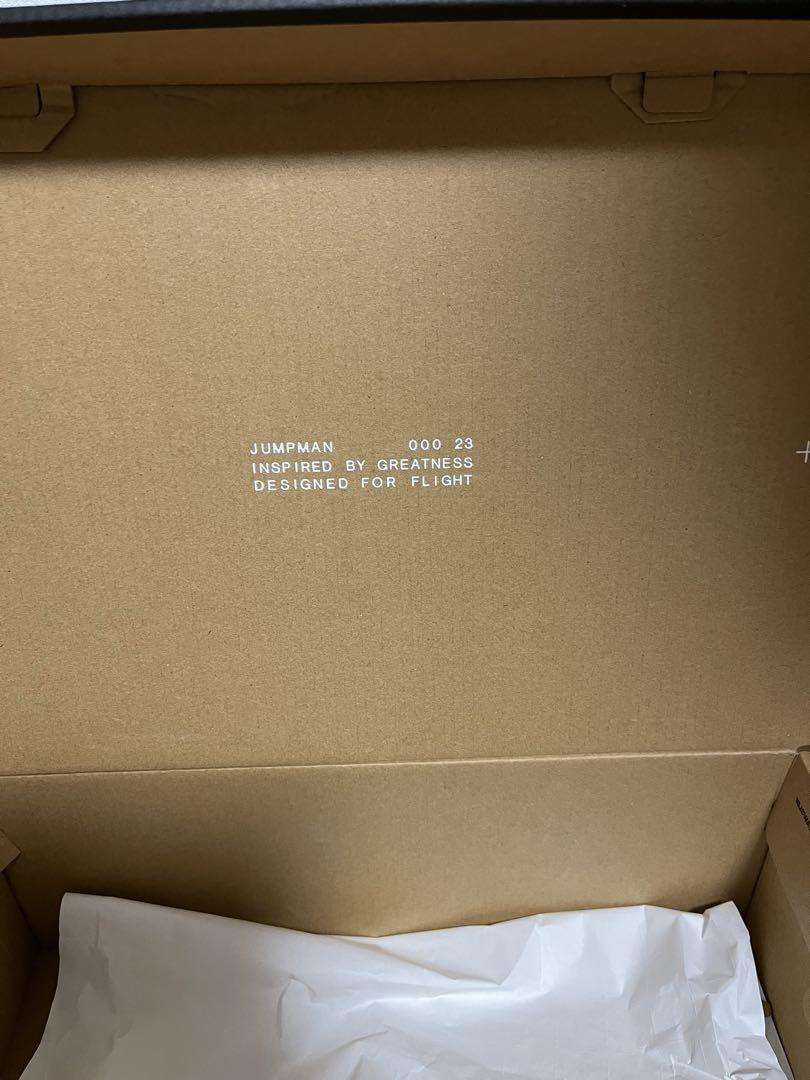 JUMPMAN 000 23
INSPIRED BY GREATNESS
DESIGNED FOR FLIGHT